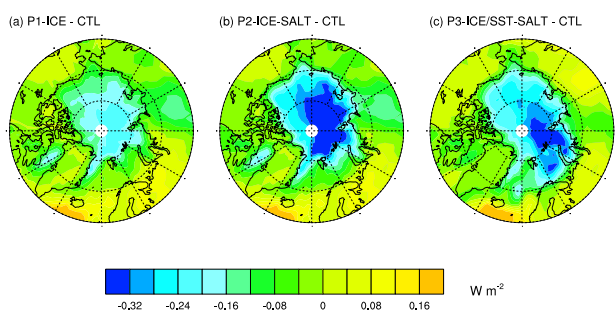 (a) P1-ICE - CTL (b) P2-ICE-SALT - CTL (c) P3-ICE/SST-SALT - CTL
-0.32 -0.24 -0.16 -0.08 0 0.08 0.16 W m-2